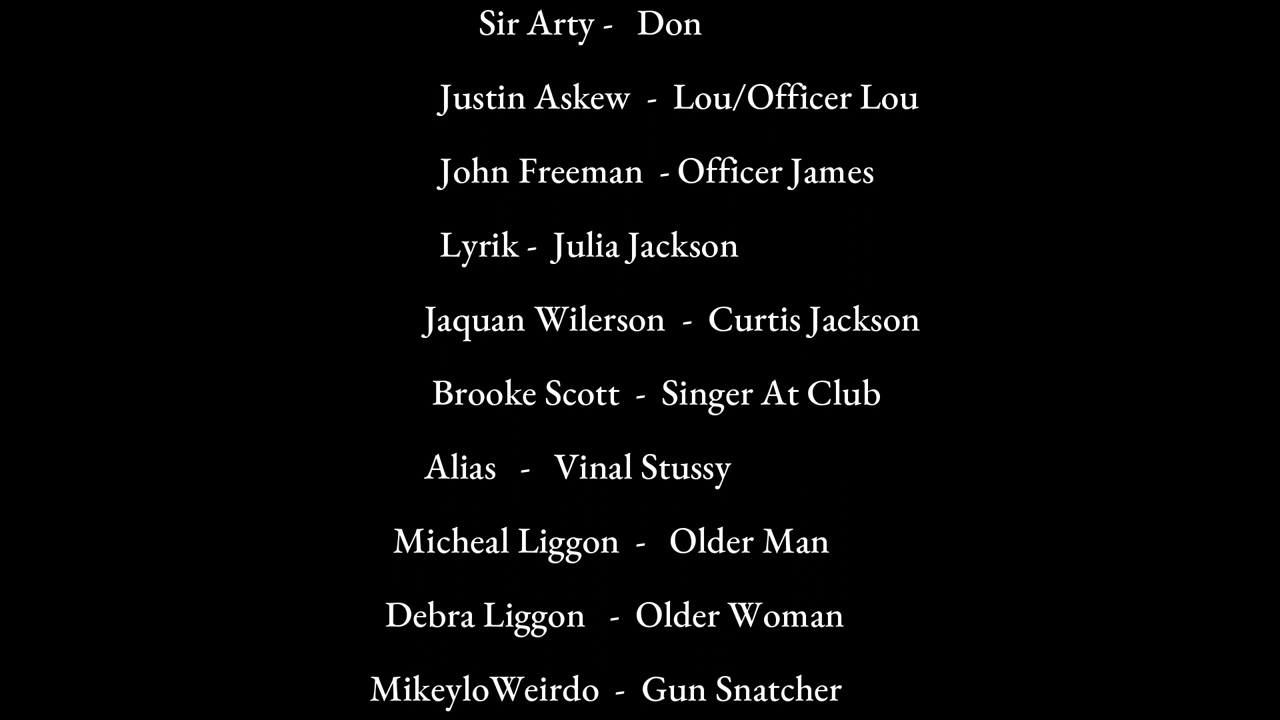 Sir Arty - Don
Justin Askew - Lou/Officer Lou
John Freeman - Officer James
Lyrik - Julia Jackson
Jaquan Wilerson - Curtis Jackson
Brooke Scott - Singer At Club
Alias - Vinal Stussy
Micheal Liggon - Older Man
Debra Liggon - Older Woman
MikeyloWeirdo - Gun Snatcher